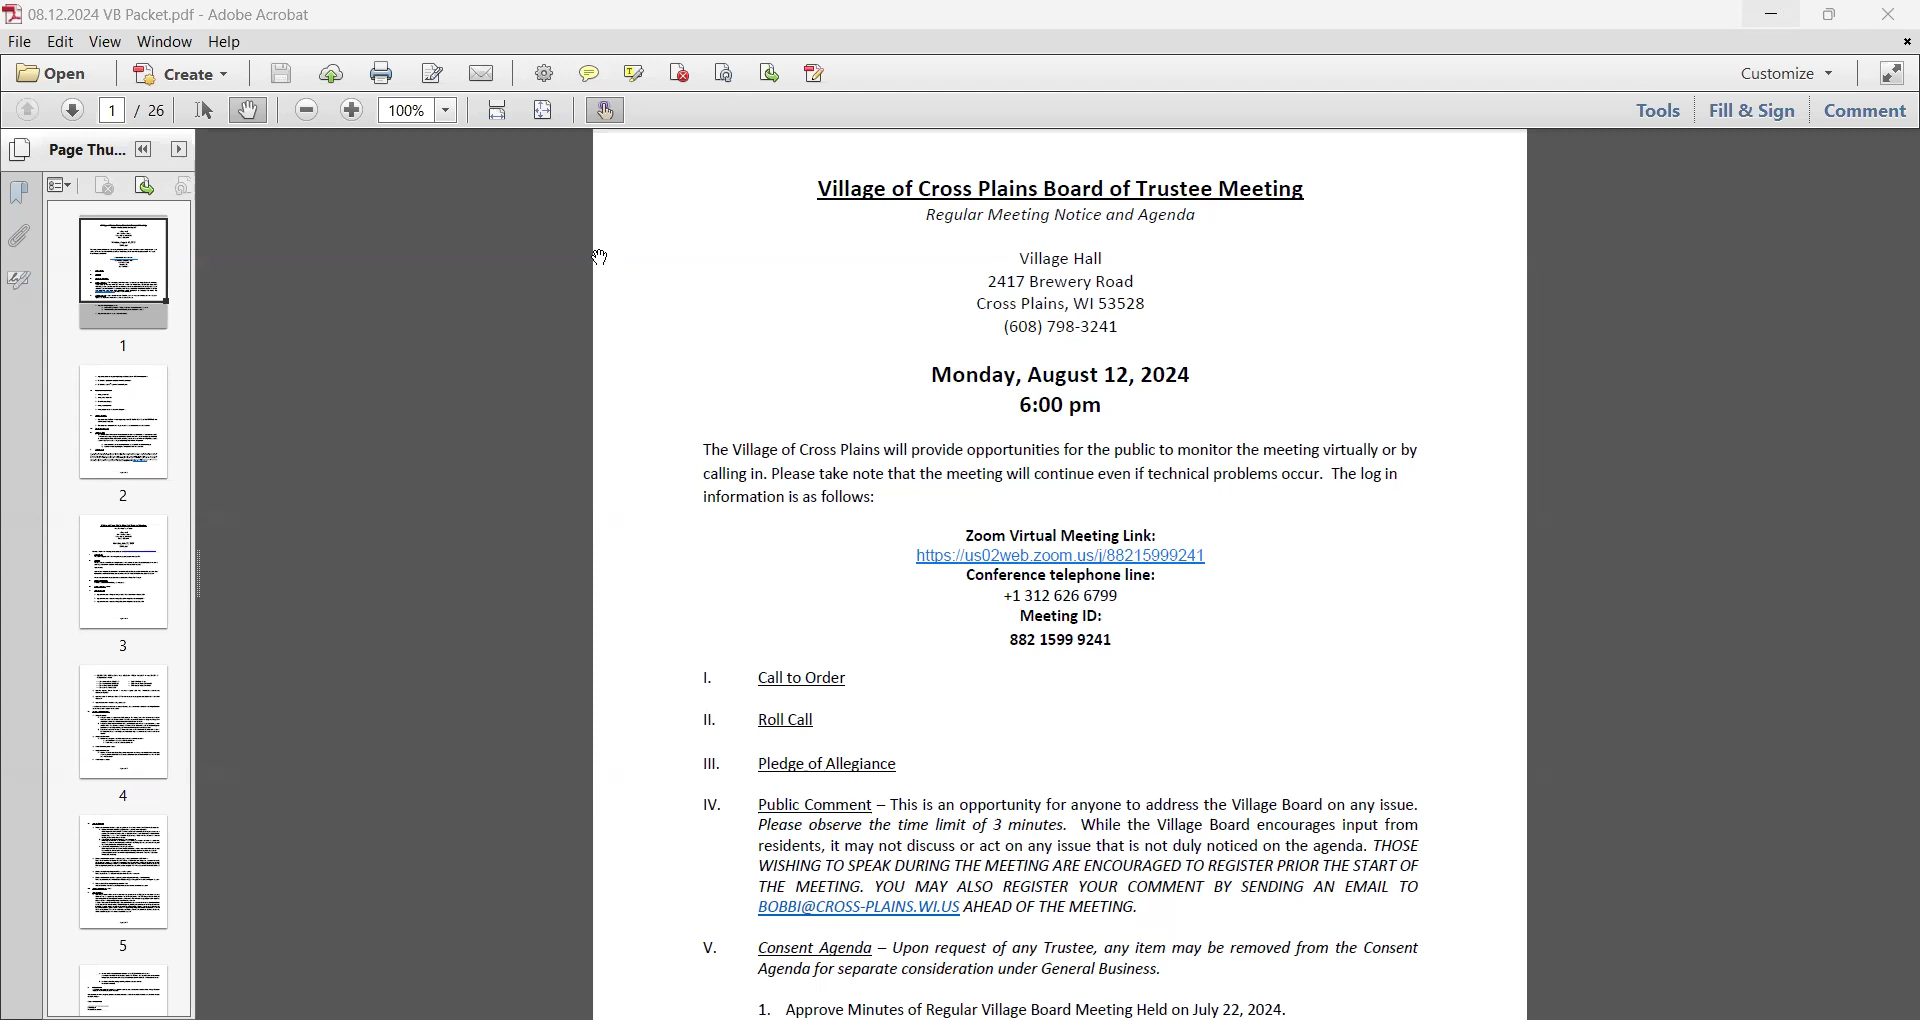 08.12.2024 VB Packet.pdf - Adobe Acrobat
File Edit View Window Help
Open Create Customize
1 / 26 100% Tools Fill & Sign Comment
Page Thu...
1
2
3
4
5
Village of Cross Plains Board of Trustee Meeting
Regular Meeting Notice and Agenda
Village Hall
2417 Brewery Road
Cross Plains, WI 53528
(608) 798-3241
Monday, August 12, 2024
6:00 pm
The Village of Cross Plains will provide opportunities for the public to monitor the meeting virtually or by
calling in. Please take note that the meeting will continue even if technical problems occur. The log in
information is as follows:
Zoom Virtual Meeting Link:
https://us02web.zoom.us/j/88215999241
Conference telephone line:
+1 312 626 6799
Meeting ID:
882 1599 9241
I. Call to Order
II. Roll Call
III. Pledge of Allegiance
IV. Public Comment – This is an opportunity for anyone to address the Village Board on any issue.
Please observe the time limit of 3 minutes. While the Village Board encourages input from
residents, it may not discuss or act on any issue that is not duly noticed on the agenda. THOSE
WISHING TO SPEAK DURING THE MEETING ARE ENCOURAGED TO REGISTER PRIOR THE START OF
THE MEETING. YOU MAY ALSO REGISTER YOUR COMMENT BY SENDING AN EMAIL TO
BOBBI@CROSS-PLAINS.WI.US AHEAD OF THE MEETING.
V. Consent Agenda – Upon request of any Trustee, any item may be removed from the Consent
Agenda for separate consideration under General Business.
1. Approve Minutes of Regular Village Board Meeting Held on July 22, 2024.